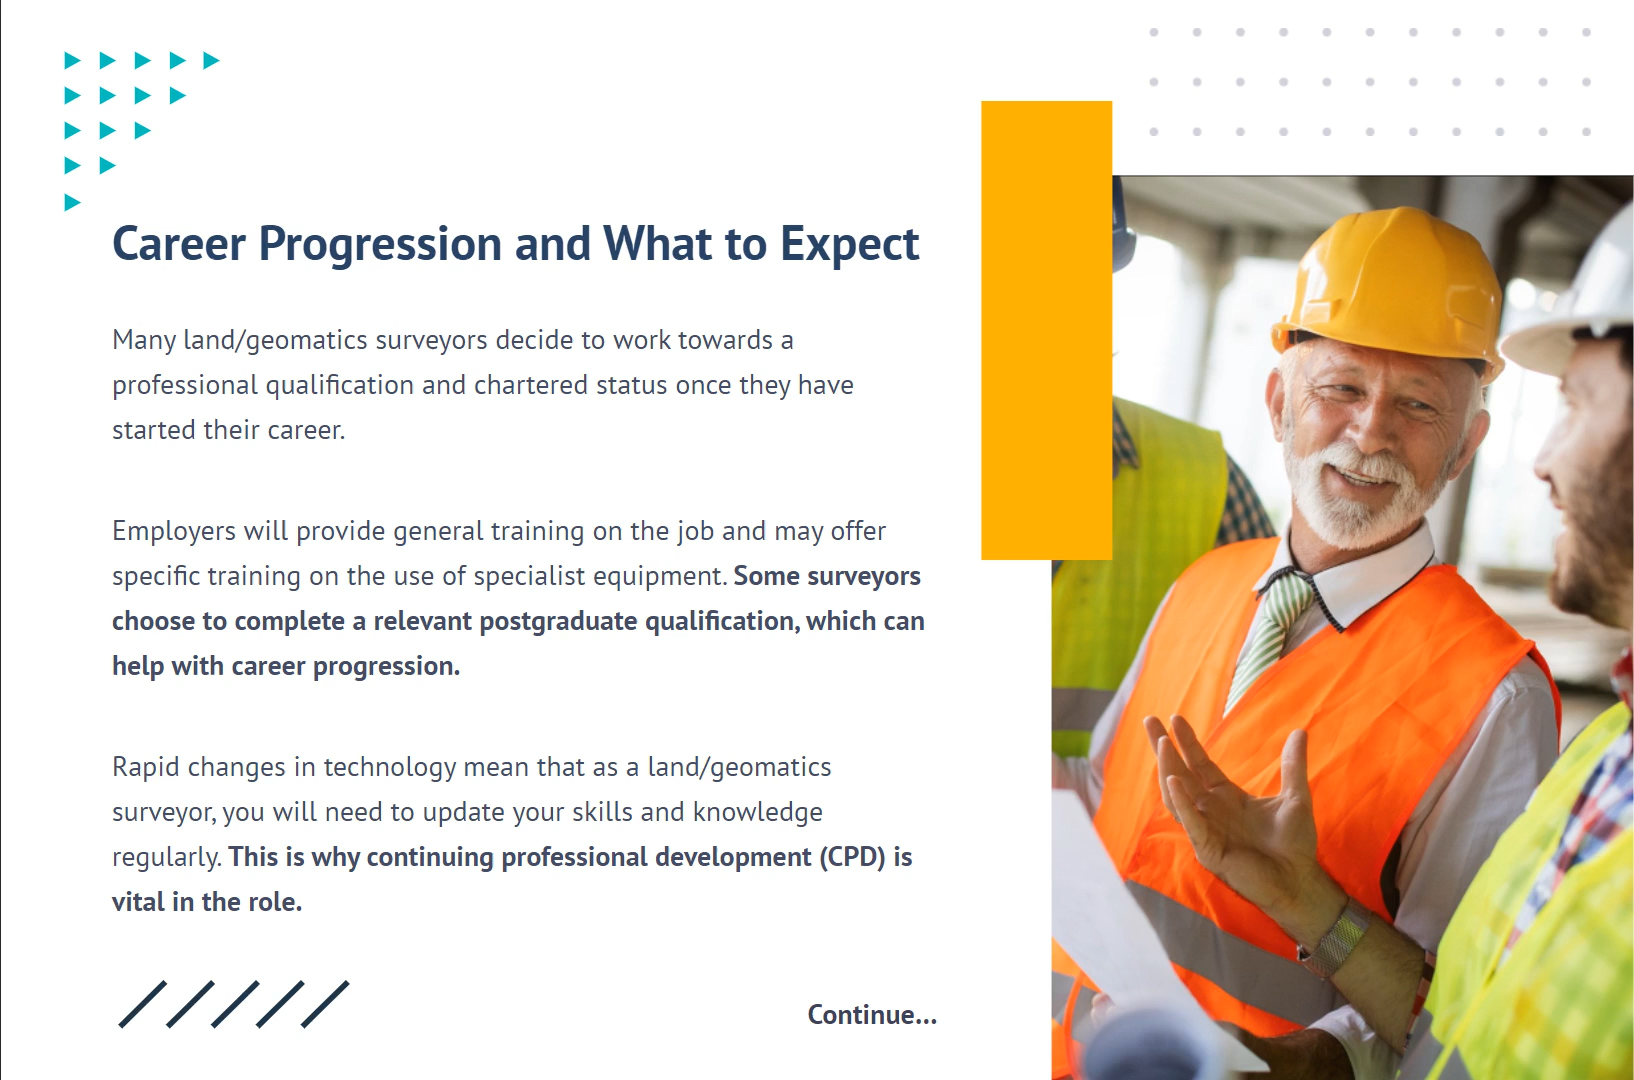 Career Progression and What to Expect
Many land/geomatics surveyors decide to work towards a
professional qualification and chartered status once they have
started their career.
Employers will provide general training on the job and may offer
specific training on the use of specialist equipment. Some surveyors
choose to complete a relevant postgraduate qualification, which can
help with career progression.
Rapid changes in technology mean that as a land/geomatics
surveyor, you will need to update your skills and knowledge
regularly. This is why continuing professional development (CPD) is
vital in the role.
Continue...